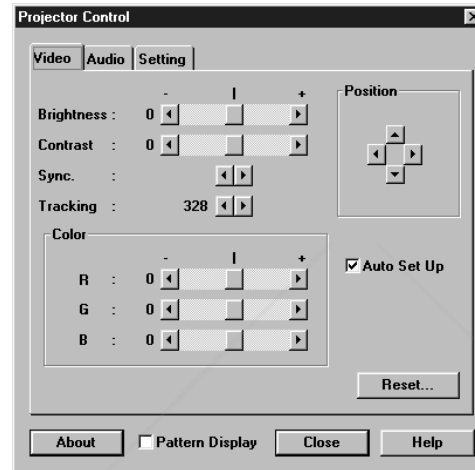 Projector Control
Video Audio Setting
- | +
Position
Brightness : 0
Contrast : 0
Sync. :
Tracking : 328
Color
- | +
Auto Set Up
R : 0
G : 0
B : 0
Reset...
About Pattern Display Close Help